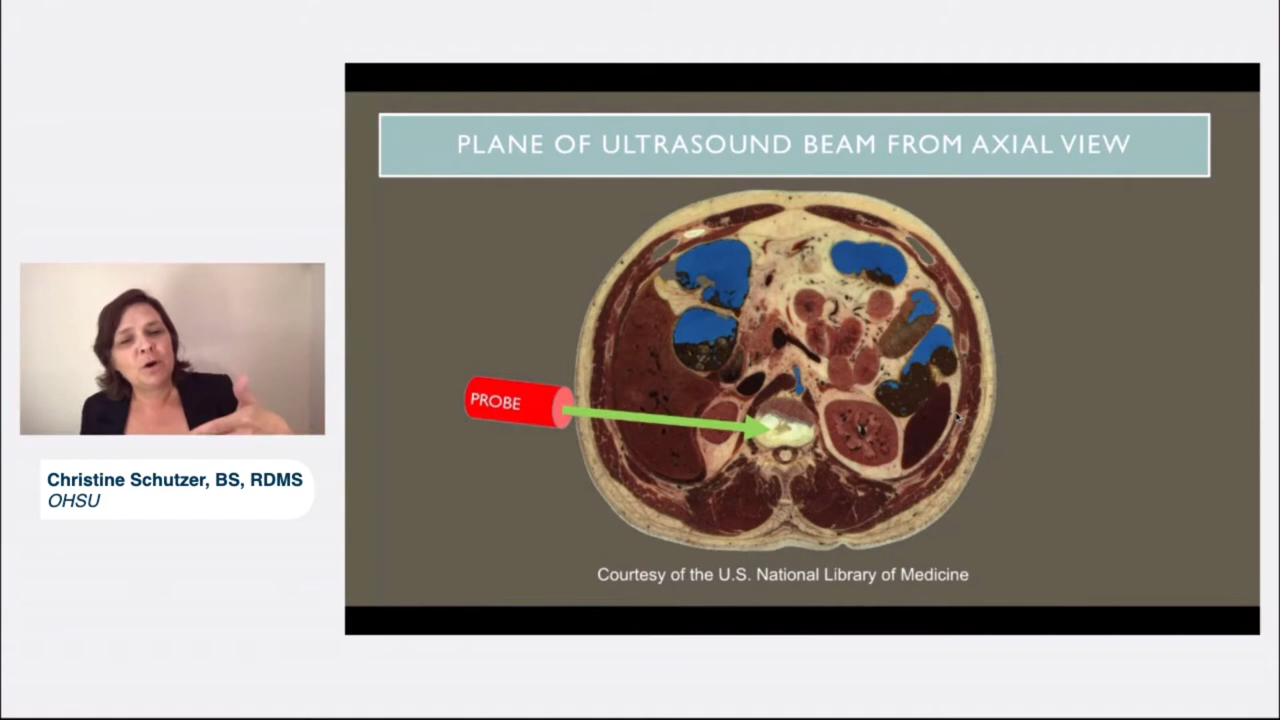 PLANE OF ULTRASOUND BEAM FROM AXIAL VIEW
PROBE
Christine Schutzer, BS, RDMS
OHSU
Courtesy of the U.S. National Library of Medicine